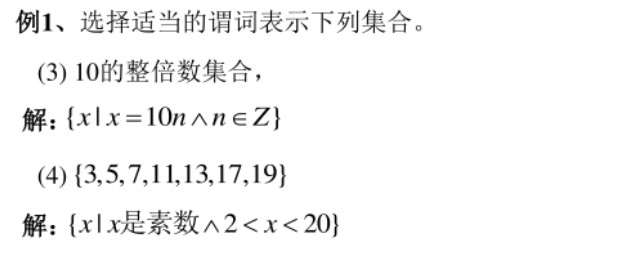 例1、选择适当的谓词表示下列集合。
(3) 10的整倍数集合，
解：{x|x=10n∧n∈Z}
(4) {3,5,7,11,13,17,19}
解：{x|x是素数∧2<x<20}